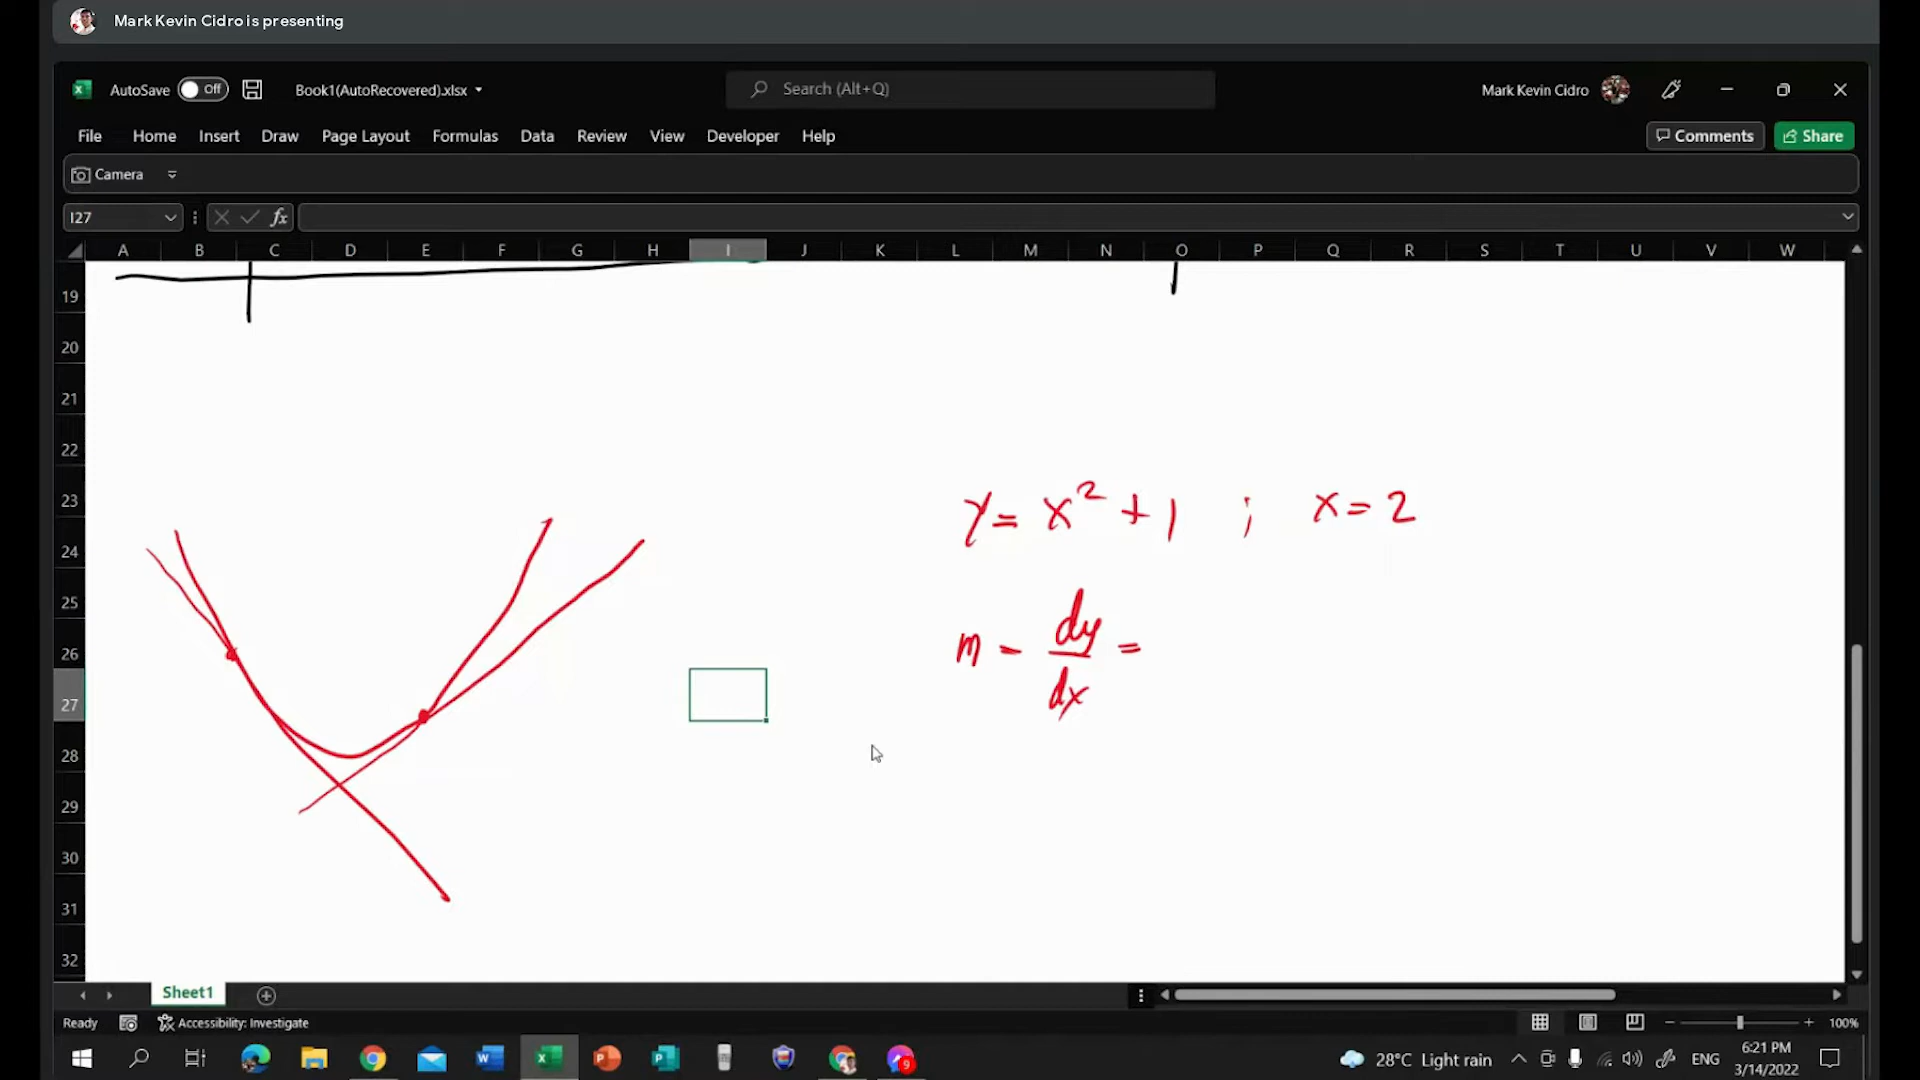 Mark Kevin Cidro is presenting
AutoSave Off Book1(AutoRecovered).xlsx Search (Alt+Q) Mark Kevin Cidro
File Home Insert Draw Page Layout Formulas Data Review View Developer Help Comments Share
Camera
I27 fx
A B C D E F G H I J K L M N O P Q R S T U V W
19
20
21
22
23
y = x² + 1 ; x = 2
24
25
26
m = dy/dx =
27
28
29
30
31
32
Sheet1
Ready Accessibility: Investigate 100%
9 28°C Light rain ENG 6:21 PM
3/14/2022